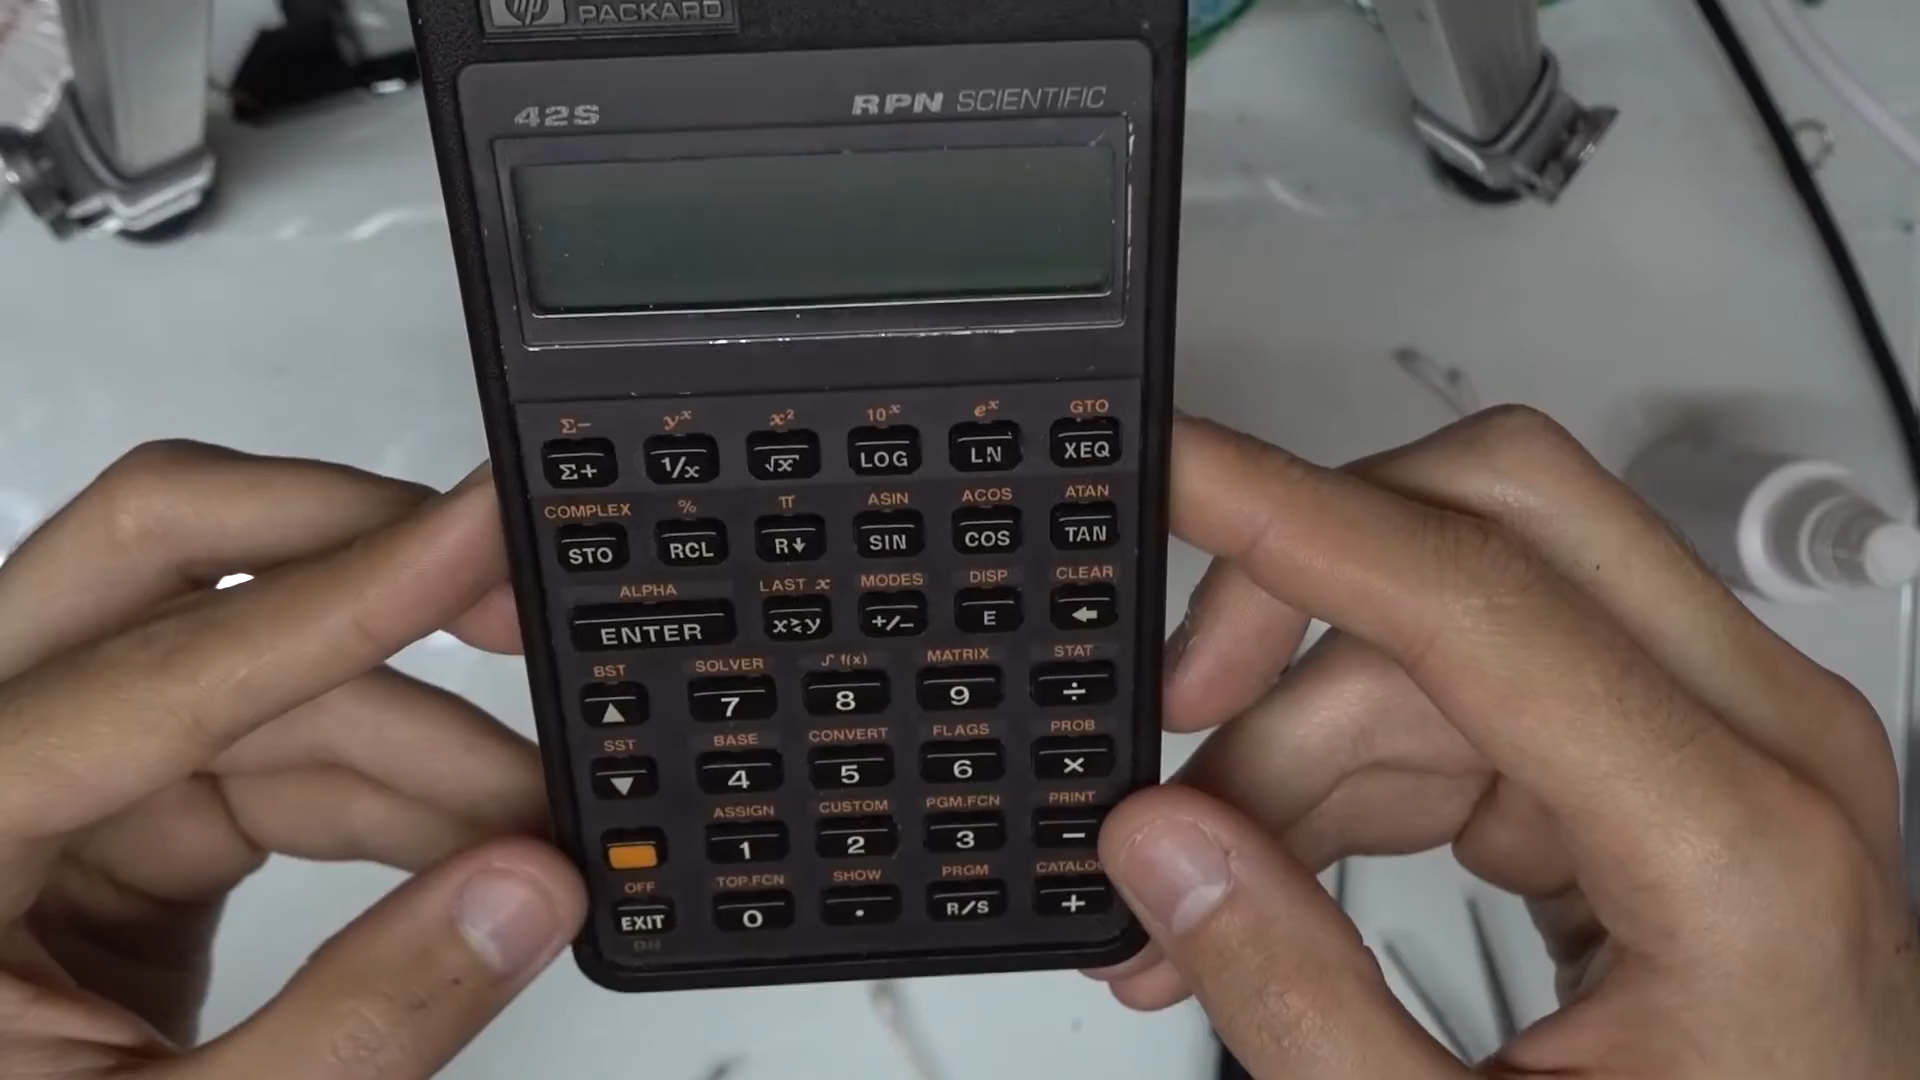 hp PACKARD
42S RPN SCIENTIFIC
Σ− yˣ x² 10ˣ eˣ GTO
Σ+ 1/x √x LOG LN XEQ
COMPLEX % π ASIN ACOS ATAN
STO RCL R↓ SIN COS TAN
ALPHA LAST x MODES DISP CLEAR
ENTER x≷y +/− E ←
BST SOLVER ∫f(x) MATRIX STAT
▲ 7 8 9 ÷
SST BASE CONVERT FLAGS PROB
▼ 4 5 6 ×
ASSIGN CUSTOM PGM.FCN PRINT
1 2 3 −
OFF TOP.FCN SHOW PRGM CATALOG
EXIT 0 . R/S +
ON